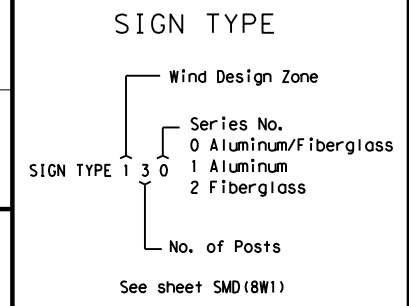 SIGN TYPE
Wind Design Zone
Series No.
0 Aluminum/Fiberglass
1 Aluminum
2 Fiberglass
SIGN TYPE 1 3 0
No. of Posts
See sheet SMD(8W1)